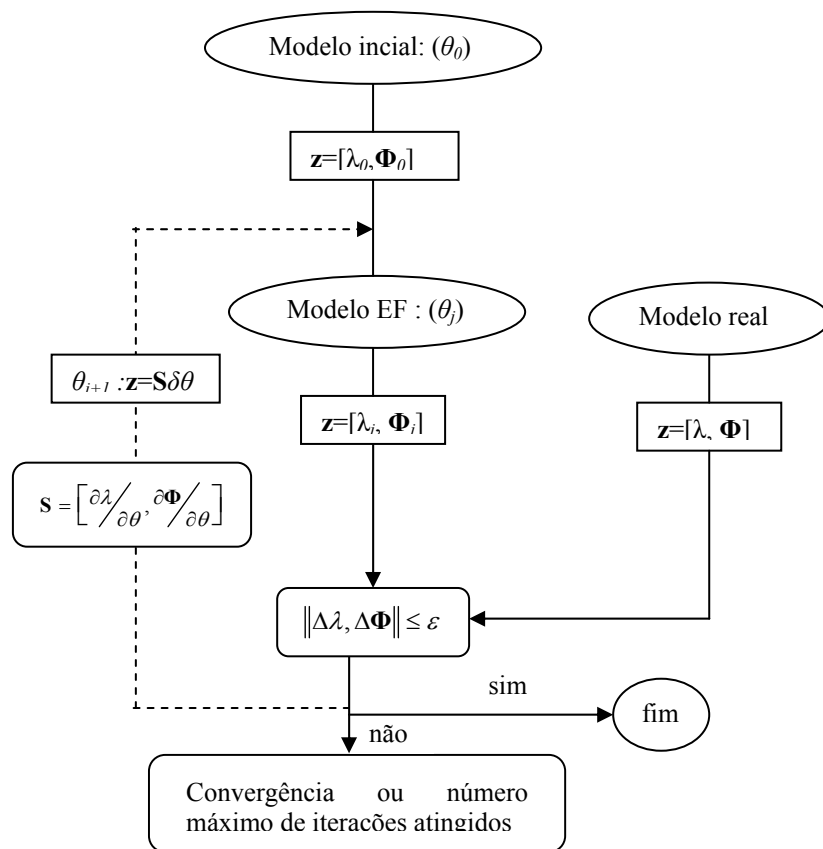 Modelo incial: (θ0)
z=[λ0,Φ0]
Modelo EF : (θj)
Modelo real
θi+1 :z=Sδθ
z=[λi, Φi]
z=[λ, Φ]
S = [∂λ/∂θ, ∂Φ/∂θ]
‖Δλ, ΔΦ‖ ≤ ε
sim
fim
não
Convergência ou número
máximo de iterações atingidos